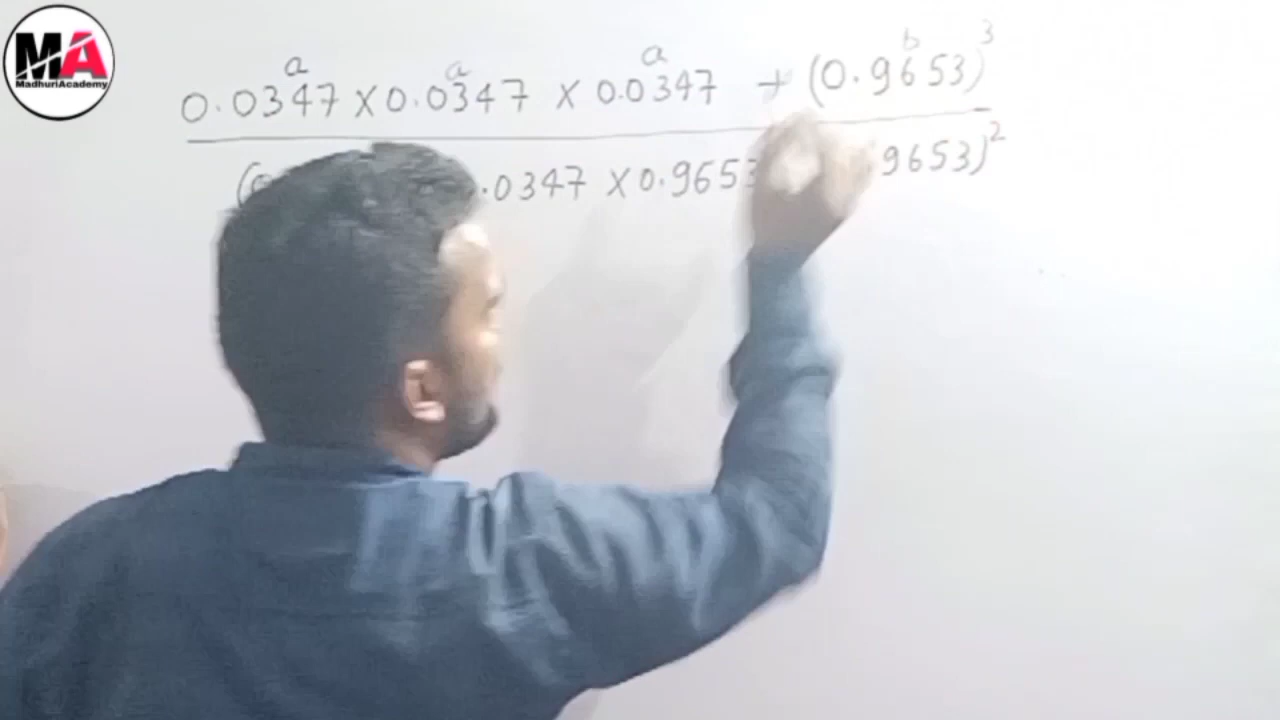 MA
MadhuriAcademy
a a a b
0.0347 x 0.0347 x 0.0347 + (0.9653)³
.0347 x 0.9653 9653)²